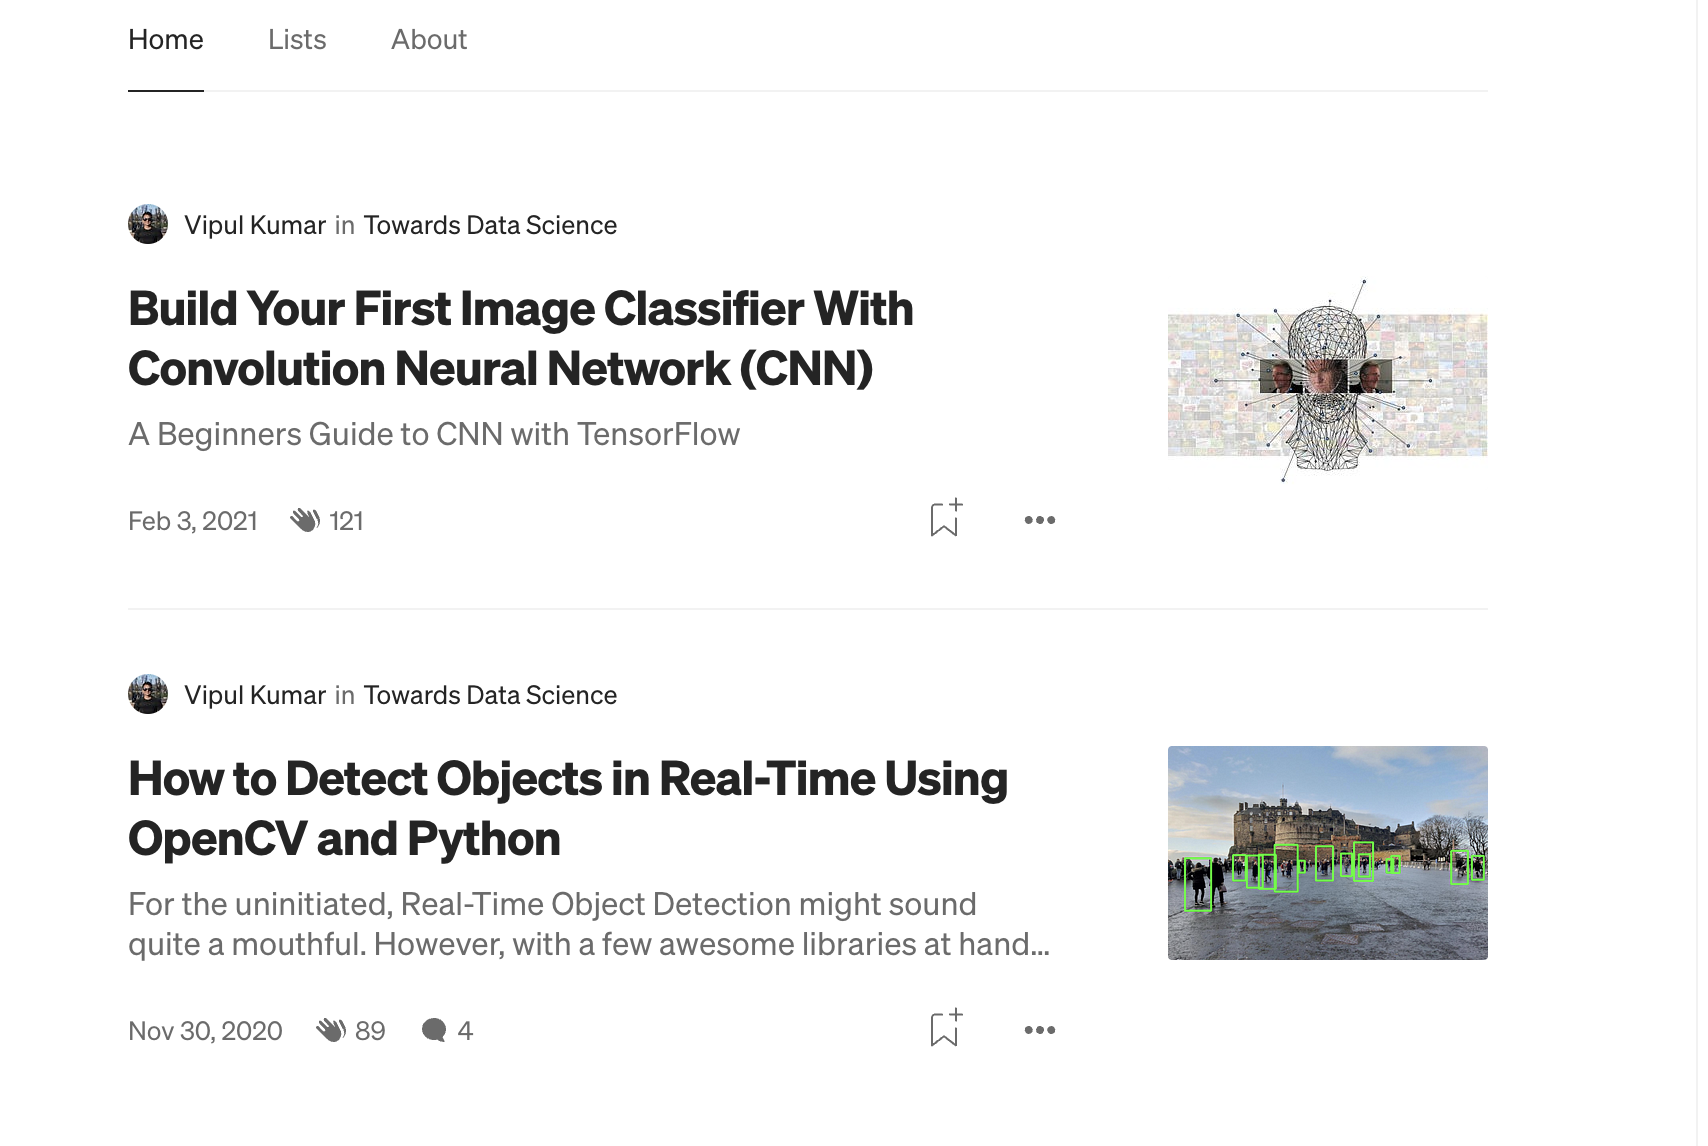 Home Lists About
Vipul Kumar in Towards Data Science
Build Your First Image Classifier With
Convolution Neural Network (CNN)
A Beginners Guide to CNN with TensorFlow
Feb 3, 2021 121
Vipul Kumar in Towards Data Science
How to Detect Objects in Real-Time Using
OpenCV and Python
For the uninitiated, Real-Time Object Detection might sound
quite a mouthful. However, with a few awesome libraries at hand...
Nov 30, 2020 89 4